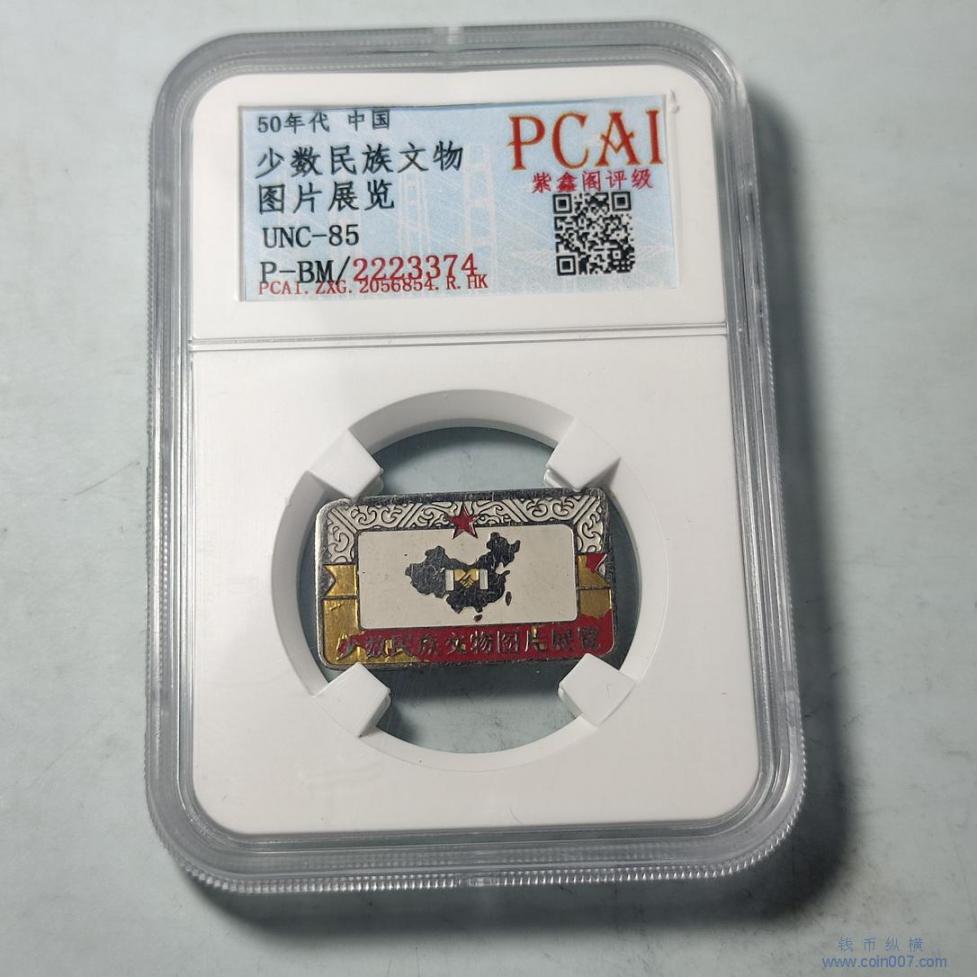 50年代 中国
少数民族文物
图片展览
UNC-85
P-BM/2223374
PCAI. ZXG. 2056854. R. HK
PCAI
紫鑫阁评级
少数民族文物图片展览
钱币纵横
www.coin007.com